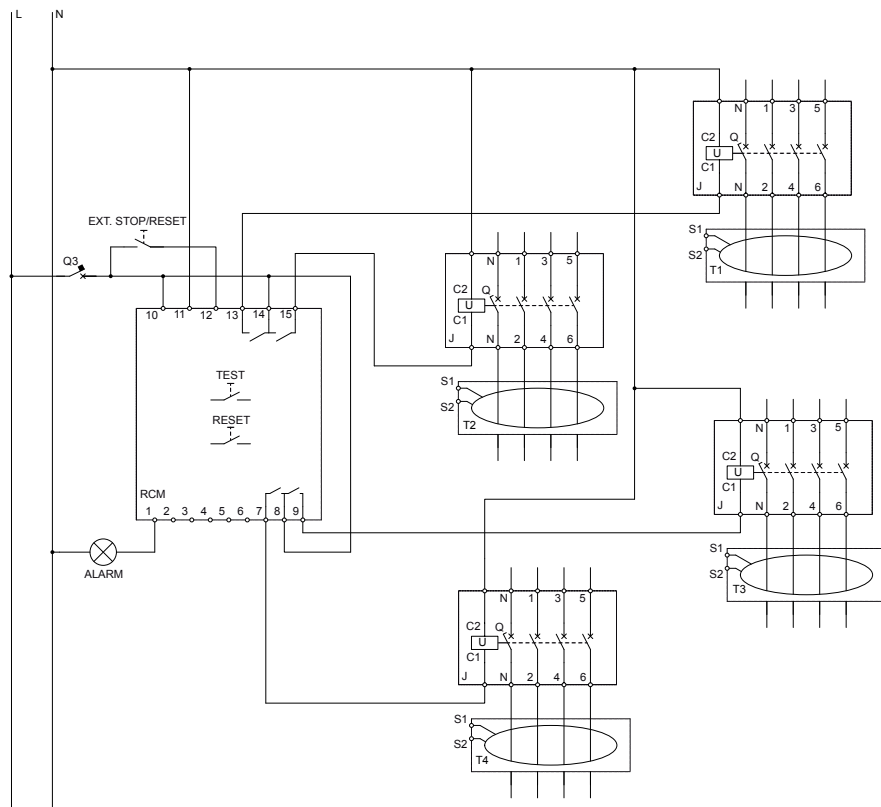 L N
N 1 3 5
C2 Q
U
C1
J N 2 4 6
EXT. STOP/RESET
S1
S2
T1
Q3
N 1 3 5
C2 Q
U
C1
J N 2 4 6
10 11 12 13 14 15
TEST
S1
S2
T2
RESET
N 1 3 5
C2 Q
U
C1
J N 2 4 6
RCM
1 2 3 4 5 6 7 8 9
S1
S2
T3
ALARM
N 1 3 5
C2 Q
U
C1
J N 2 4 6
S1
S2
T4